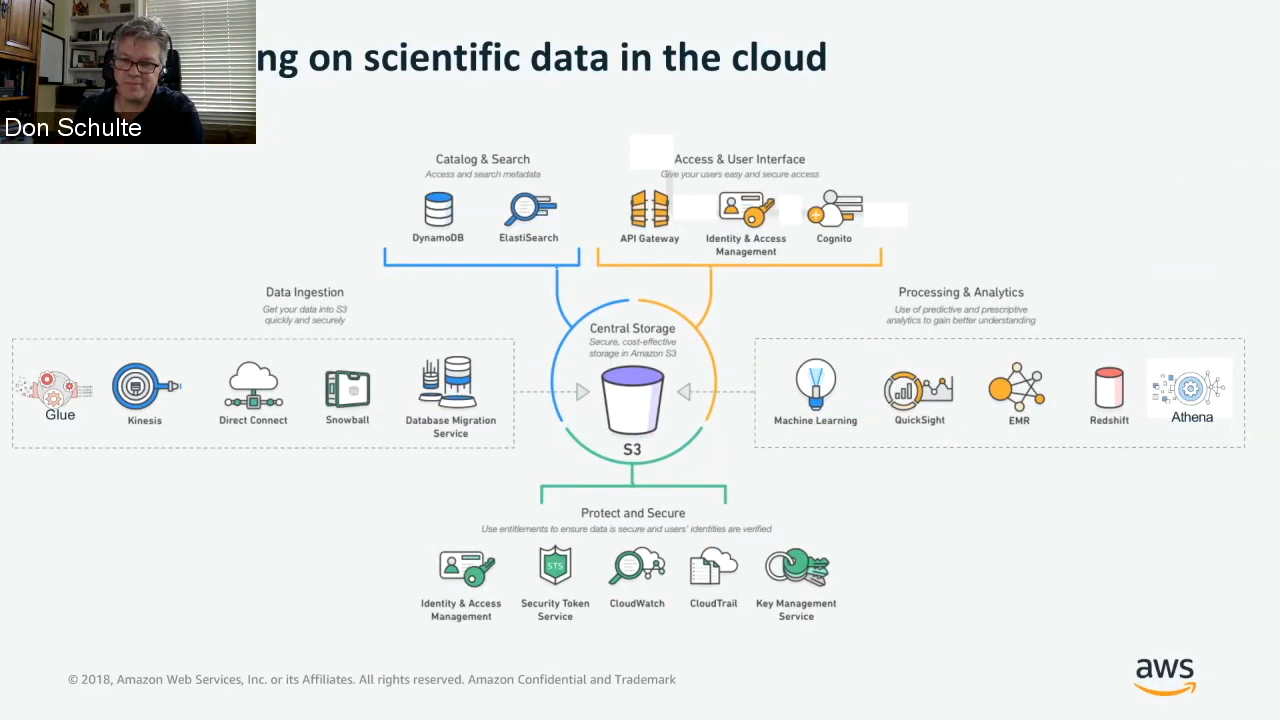 ng on scientific data in the cloud
Don Schulte
Catalog & Search
Access and search metadata
DynamoDB
ElastiSearch
Access & User Interface
Give your users easy and secure access
API Gateway
Identity & Access
Management
Cognito
Data Ingestion
Get your data into S3
quickly and securely
Glue
Kinesis
Direct Connect
Snowball
Database Migration
Service
Central Storage
Secure, cost-effective
storage in Amazon S3
S3
Processing & Analytics
Use of predictive and prescriptive
analytics to gain better understanding
Machine Learning
QuickSight
EMR
Redshift
Athena
Protect and Secure
Use entitlements to ensure data is secure and users' identities are verified
Identity & Access
Management
STS
Security Token
Service
CloudWatch
CloudTrail
Key Management
Service
© 2018, Amazon Web Services, Inc. or its Affiliates. All rights reserved. Amazon Confidential and Trademark
aws